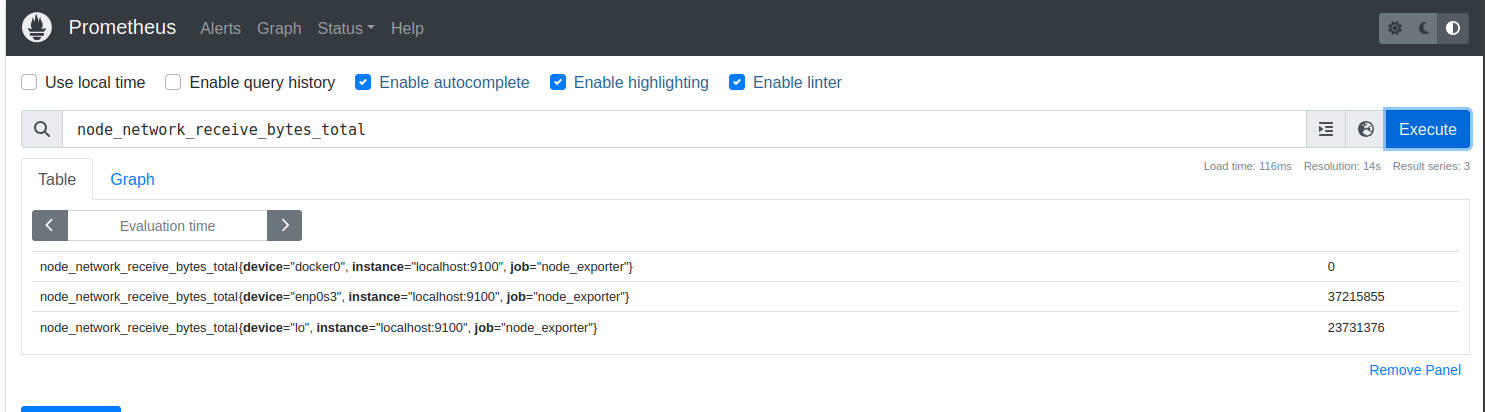 Prometheus Alerts Graph Status Help
Use local time Enable query history Enable autocomplete Enable highlighting Enable linter
node_network_receive_bytes_total Execute
Load time: 116ms Resolution: 14s Result series: 3
Table Graph
Evaluation time
node_network_receive_bytes_total{device="docker0", instance="localhost:9100", job="node_exporter"} 0
node_network_receive_bytes_total{device="enp0s3", instance="localhost:9100", job="node_exporter"} 37215855
node_network_receive_bytes_total{device="lo", instance="localhost:9100", job="node_exporter"} 23731376
Remove Panel